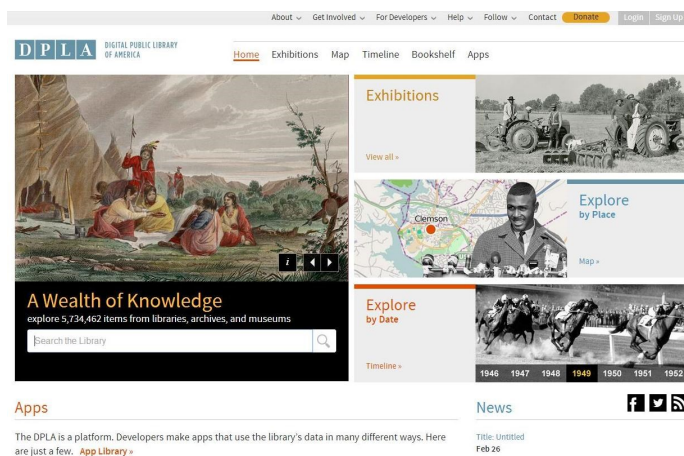 About Get Involved For Developers Help Follow Contact Donate Login Sign Up
DPLA DIGITAL PUBLIC LIBRARY
OF AMERICA
Home Exhibitions Map Timeline Bookshelf Apps
Exhibitions
View all »
Clemson
Explore
by Place
Map »
i
A Wealth of Knowledge
explore 5,734,462 items from libraries, archives, and museums
Search the Library
Explore
by Date
Timeline »
1946 1947 1948 1949 1950 1951 1952
Apps
The DPLA is a platform. Developers make apps that use the library's data in many different ways. Here
are just a few. App Library »
News
Title: Untitled
Feb 26